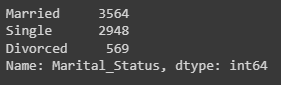 Married 3564
Single 2948
Divorced 569
Name: Marital_Status, dtype: int64